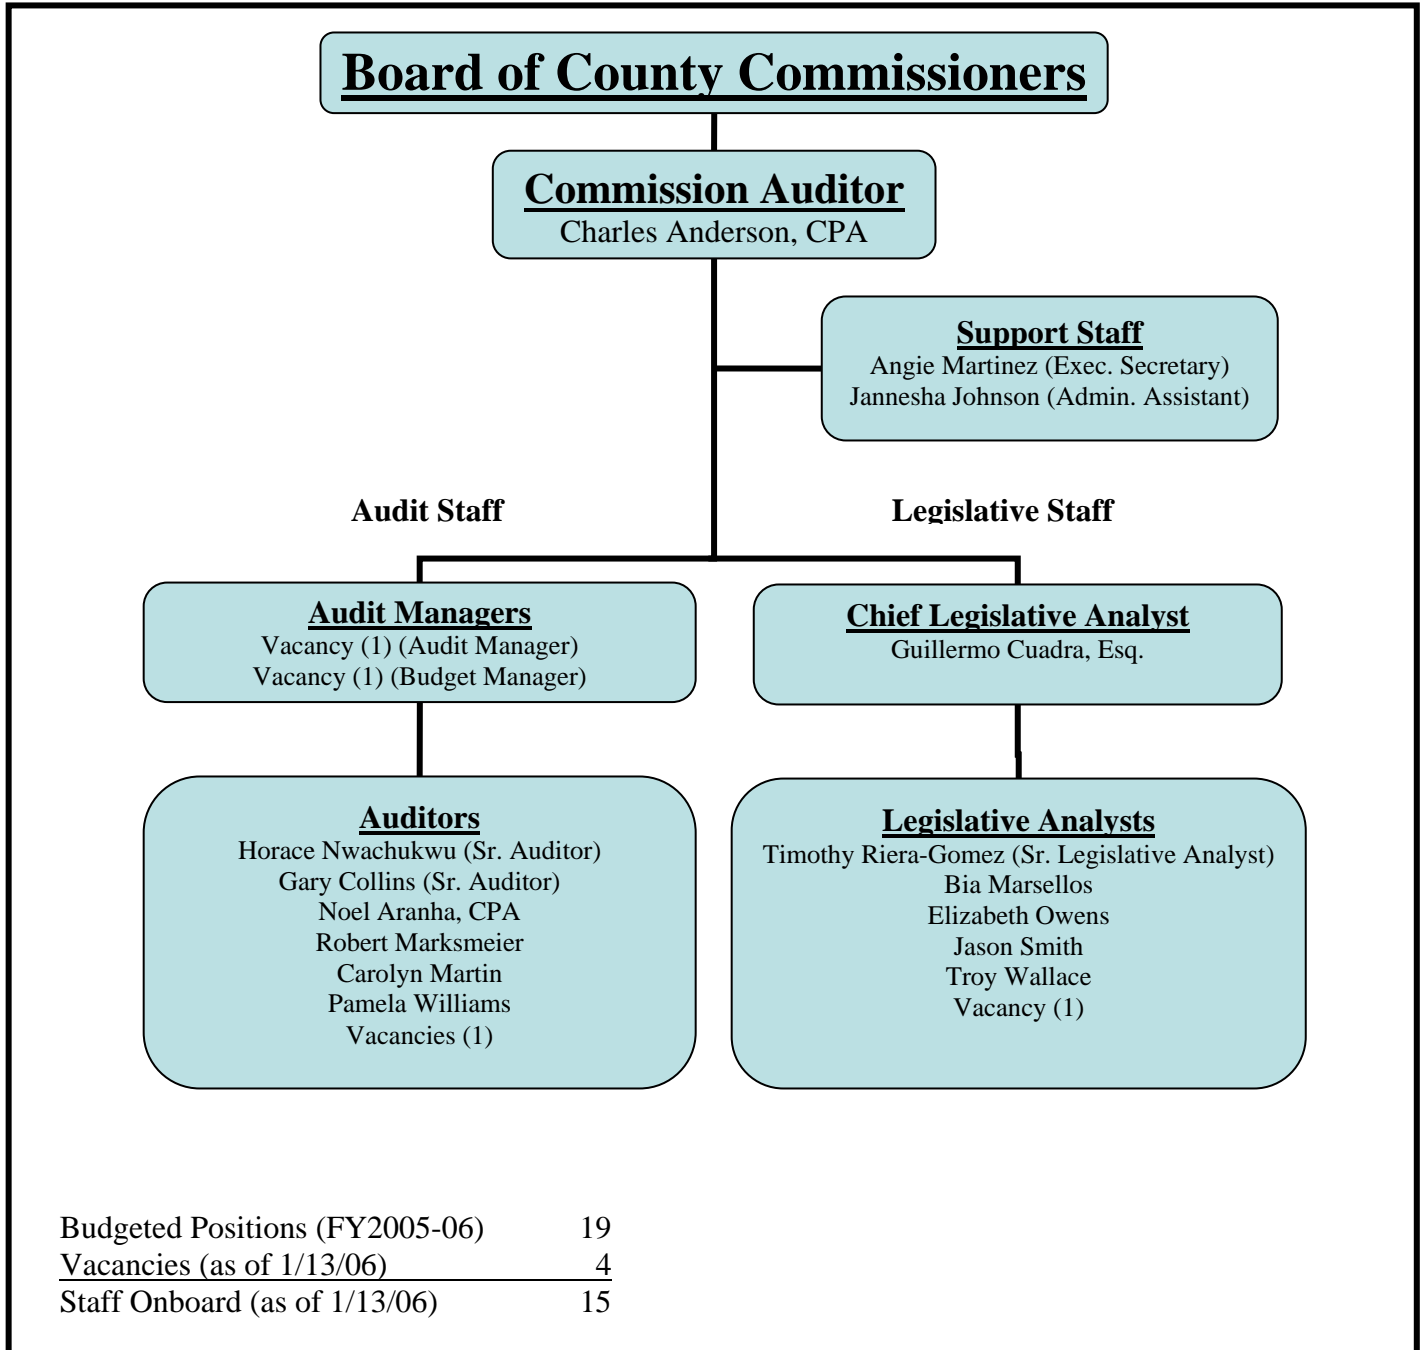 Board of County Commissioners
Commission Auditor
Charles Anderson, CPA
Support Staff
Angie Martinez (Exec. Secretary)
Jannesha Johnson (Admin. Assistant)
Audit Staff
Legislative Staff
Audit Managers
Vacancy (1) (Audit Manager)
Vacancy (1) (Budget Manager)
Chief Legislative Analyst
Guillermo Cuadra, Esq.
Auditors
Horace Nwachukwu (Sr. Auditor)
Gary Collins (Sr. Auditor)
Noel Aranha, CPA
Robert Marksmeier
Carolyn Martin
Pamela Williams
Vacancies (1)
Legislative Analysts
Timothy Riera-Gomez (Sr. Legislative Analyst)
Bia Marsellos
Elizabeth Owens
Jason Smith
Troy Wallace
Vacancy (1)
Budgeted Positions (FY2005-06) 19
Vacancies (as of 1/13/06) 4
Staff Onboard (as of 1/13/06) 15